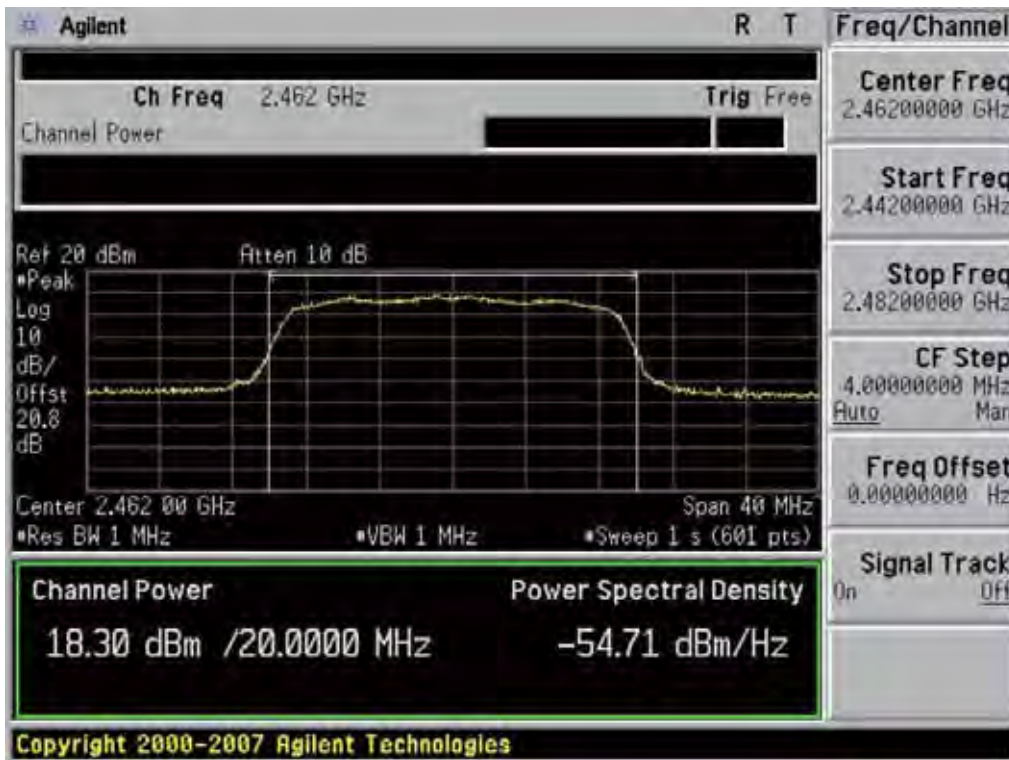 Agilent R T
Ch Freq 2.462 GHz Trig Free
Channel Power
Ref 20 dBm Atten 10 dB
*Peak
Log
10
dB/
Offst
20.8
dB
Center 2.462 00 GHz Span 40 MHz
*Res BW 1 MHz *VBW 1 MHz *Sweep 1 s (601 pts)
Channel Power Power Spectral Density
18.30 dBm /20.0000 MHz -54.71 dBm/Hz
Copyright 2000-2007 Agilent Technologies
Freq/Channel
Center Freq
2.46200000 GHz
Start Freq
2.44200000 GHz
Stop Freq
2.48200000 GHz
CF Step
4.00000000 MHz
Auto Man
Freq Offset
0.00000000 Hz
Signal Track
On Off